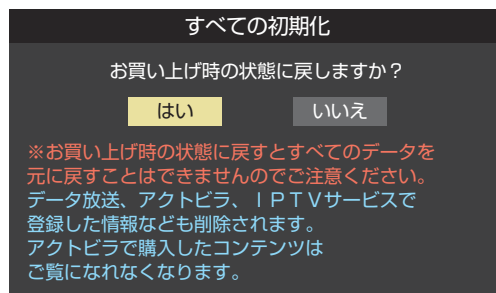 すべての初期化
お買い上げ時の状態に戻しますか？
はい いいえ
※お買い上げ時の状態に戻すとすべてのデータを
元に戻すことはできませんのでご注意ください。
データ放送、アクトビラ、ＩＰＴＶサービスで
登録した情報なども削除されます。
アクトビラで購入したコンテンツは
ご覧になれなくなります。